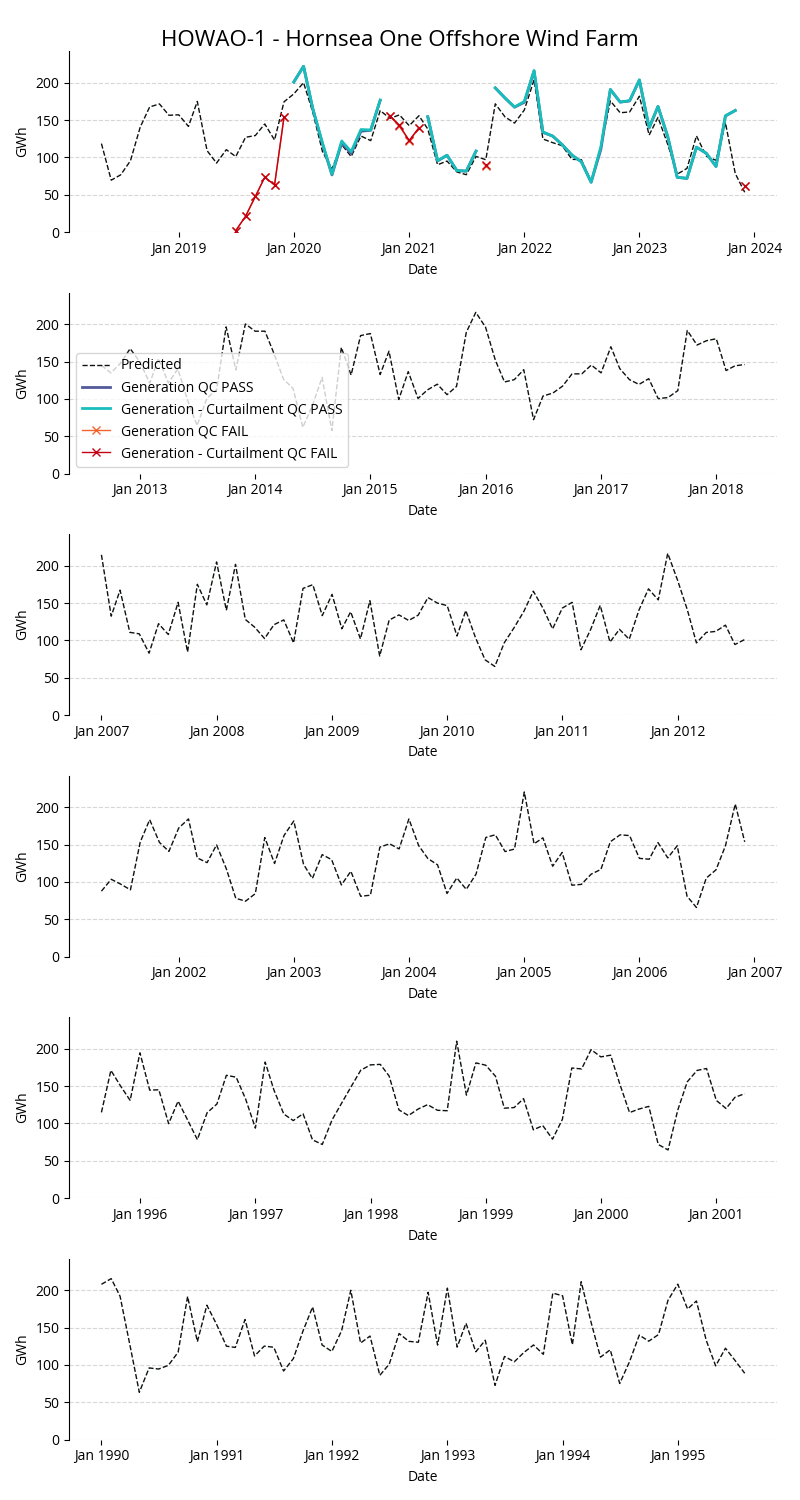 HOWAO-1 - Hornsea One Offshore Wind Farm
GWh
200
150
100
50
0
Jan 2019 Jan 2020 Jan 2021 Jan 2022 Jan 2023 Jan 2024
Date
GWh
200
150
100
50
0
Predicted
Generation QC PASS
Generation - Curtailment QC PASS
Generation QC FAIL
Generation - Curtailment QC FAIL
Jan 2013 Jan 2014 Jan 2015 Jan 2016 Jan 2017 Jan 2018
Date
GWh
200
150
100
50
0
Jan 2007 Jan 2008 Jan 2009 Jan 2010 Jan 2011 Jan 2012
Date
GWh
200
150
100
50
0
Jan 2002 Jan 2003 Jan 2004 Jan 2005 Jan 2006 Jan 2007
Date
GWh
200
150
100
50
0
Jan 1996 Jan 1997 Jan 1998 Jan 1999 Jan 2000 Jan 2001
Date
GWh
200
150
100
50
0
Jan 1990 Jan 1991 Jan 1992 Jan 1993 Jan 1994 Jan 1995
Date